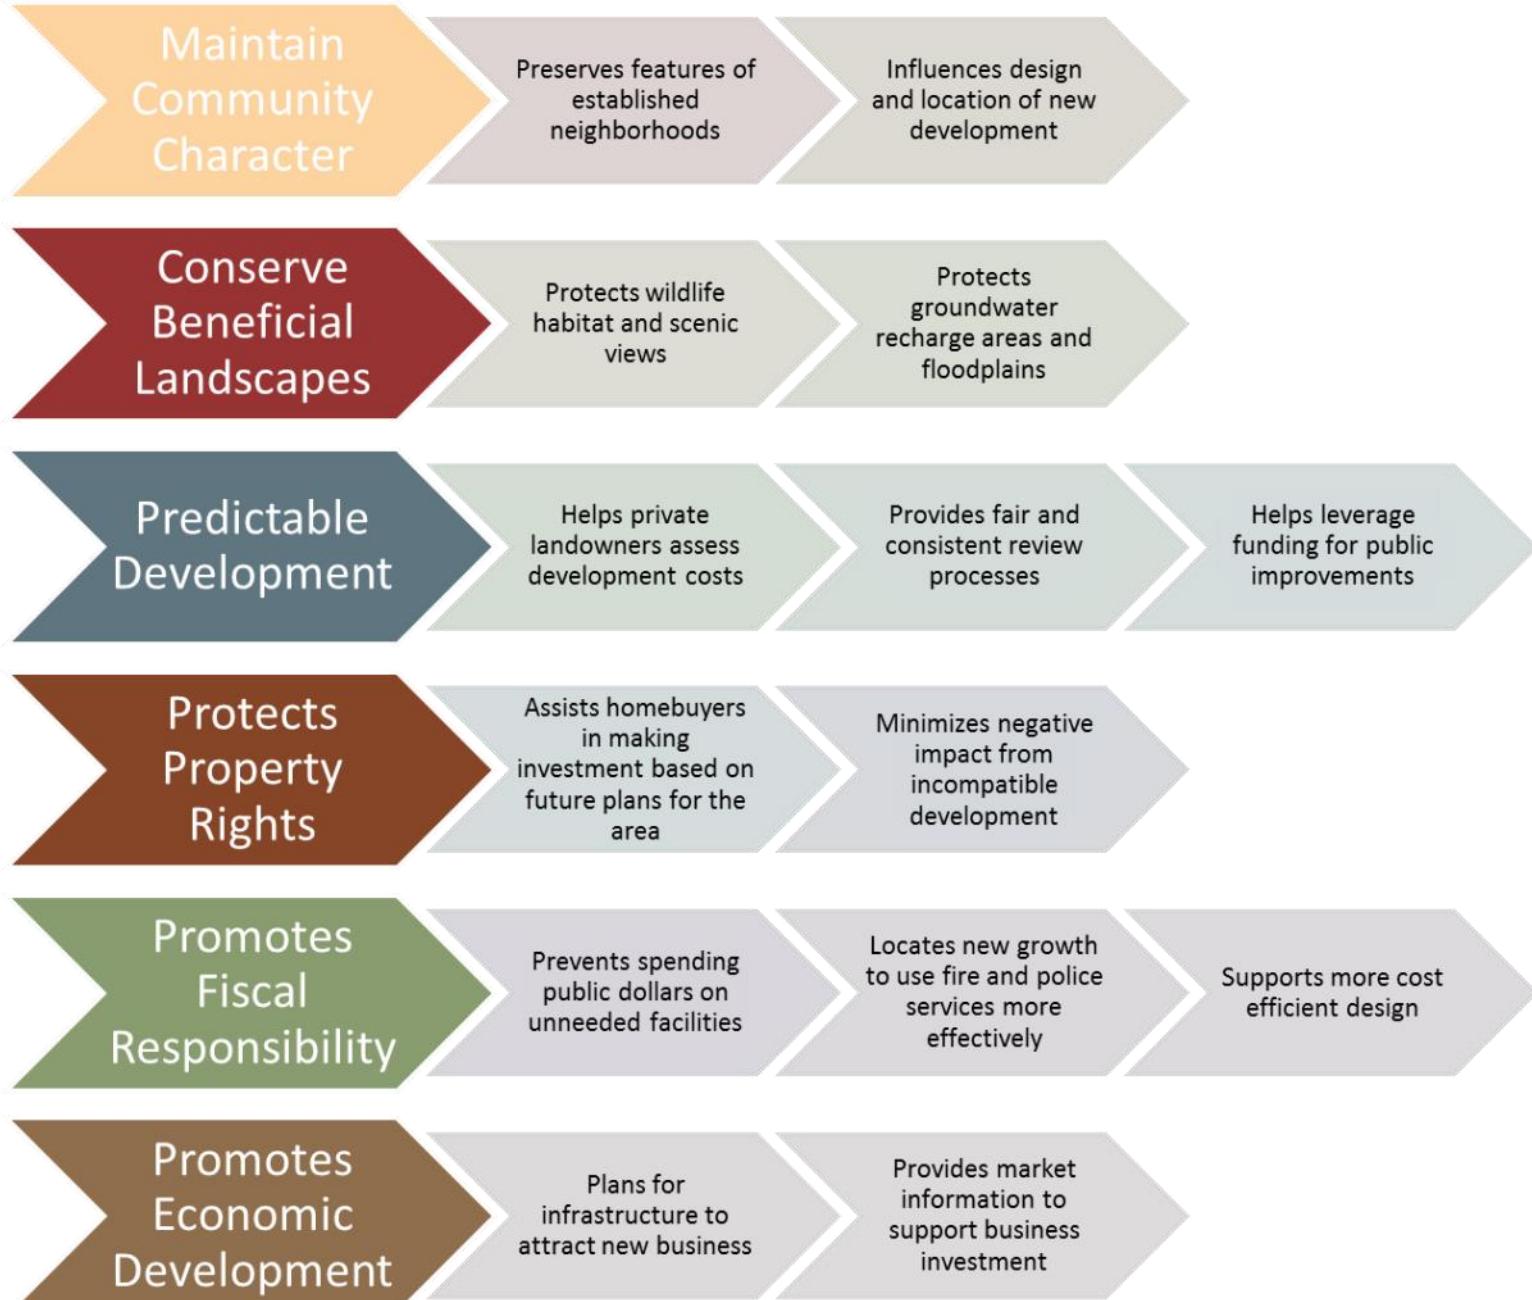 Maintain
Community
Character
Preserves features of
established
neighborhoods
Influences design
and location of new
development
Conserve
Beneficial
Landscapes
Protects wildlife
habitat and scenic
views
Protects
groundwater
recharge areas and
floodplains
Predictable
Development
Helps private
landowners assess
development costs
Provides fair and
consistent review
processes
Helps leverage
funding for public
improvements
Protects
Property
Rights
Assists homebuyers
in making
investment based on
future plans for the
area
Minimizes negative
impact from
incompatible
development
Promotes
Fiscal
Responsibility
Prevents spending
public dollars on
unneeded facilities
Locates new growth
to use fire and police
services more
effectively
Supports more cost
efficient design
Promotes
Economic
Development
Plans for
infrastructure to
attract new business
Provides market
information to
support business
investment